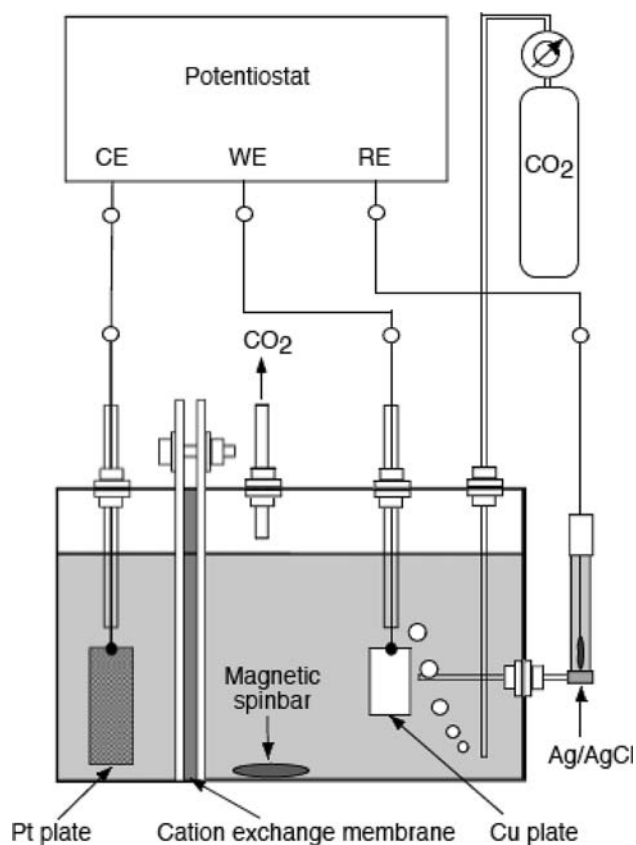 Potentiostat
CE WE RE
CO2
CO2
Magnetic
spinbar
Ag/AgCl
Pt plate Cation exchange membrane Cu plate